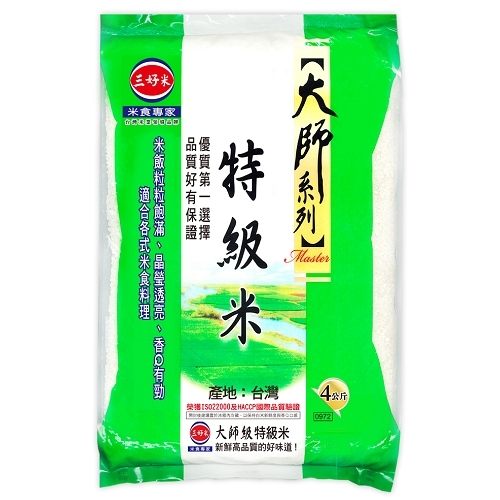 三好米
米食專家
【大師系列】
Master
優質第一選擇
品質好有保證
特級米
米飯粒粒飽滿、晶瑩透亮、香Q有勁
適合各式米食料理
產地：台灣
4公斤
0972
榮獲ISO22000及HACCP國際品質驗證
三好米
米食專家
大師級特級米
新鮮高品質的好味道！